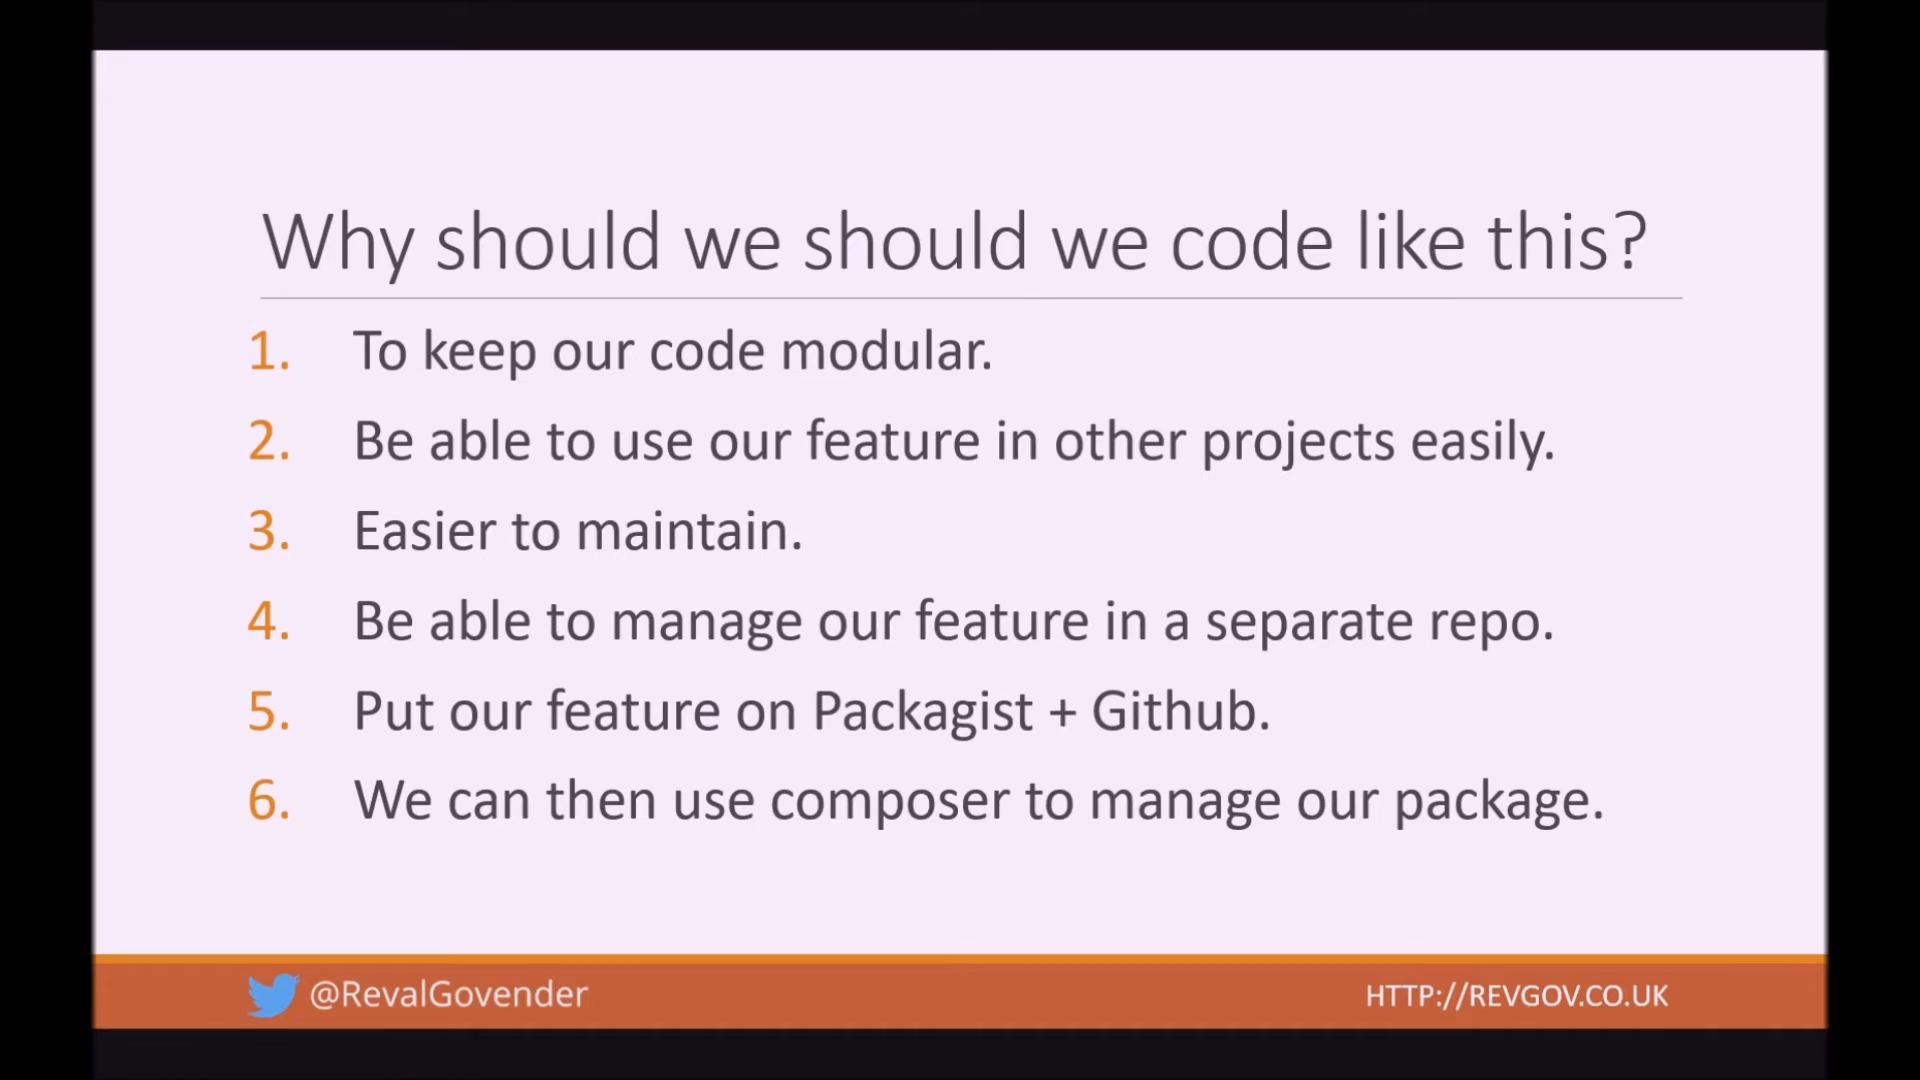 Why should we should we code like this?
1. To keep our code modular.
2. Be able to use our feature in other projects easily.
3. Easier to maintain.
4. Be able to manage our feature in a separate repo.
5. Put our feature on Packagist + Github.
6. We can then use composer to manage our package.
@RevalGovender
HTTP://REVGOV.CO.UK